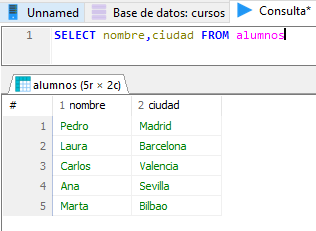 Unnamed Base de datos: cursos Consulta*
1 SELECT nombre,ciudad FROM alumnos
alumnos (5r × 2c)
# 1 nombre 2 ciudad
1 Pedro Madrid
2 Laura Barcelona
3 Carlos Valencia
4 Ana Sevilla
5 Marta Bilbao